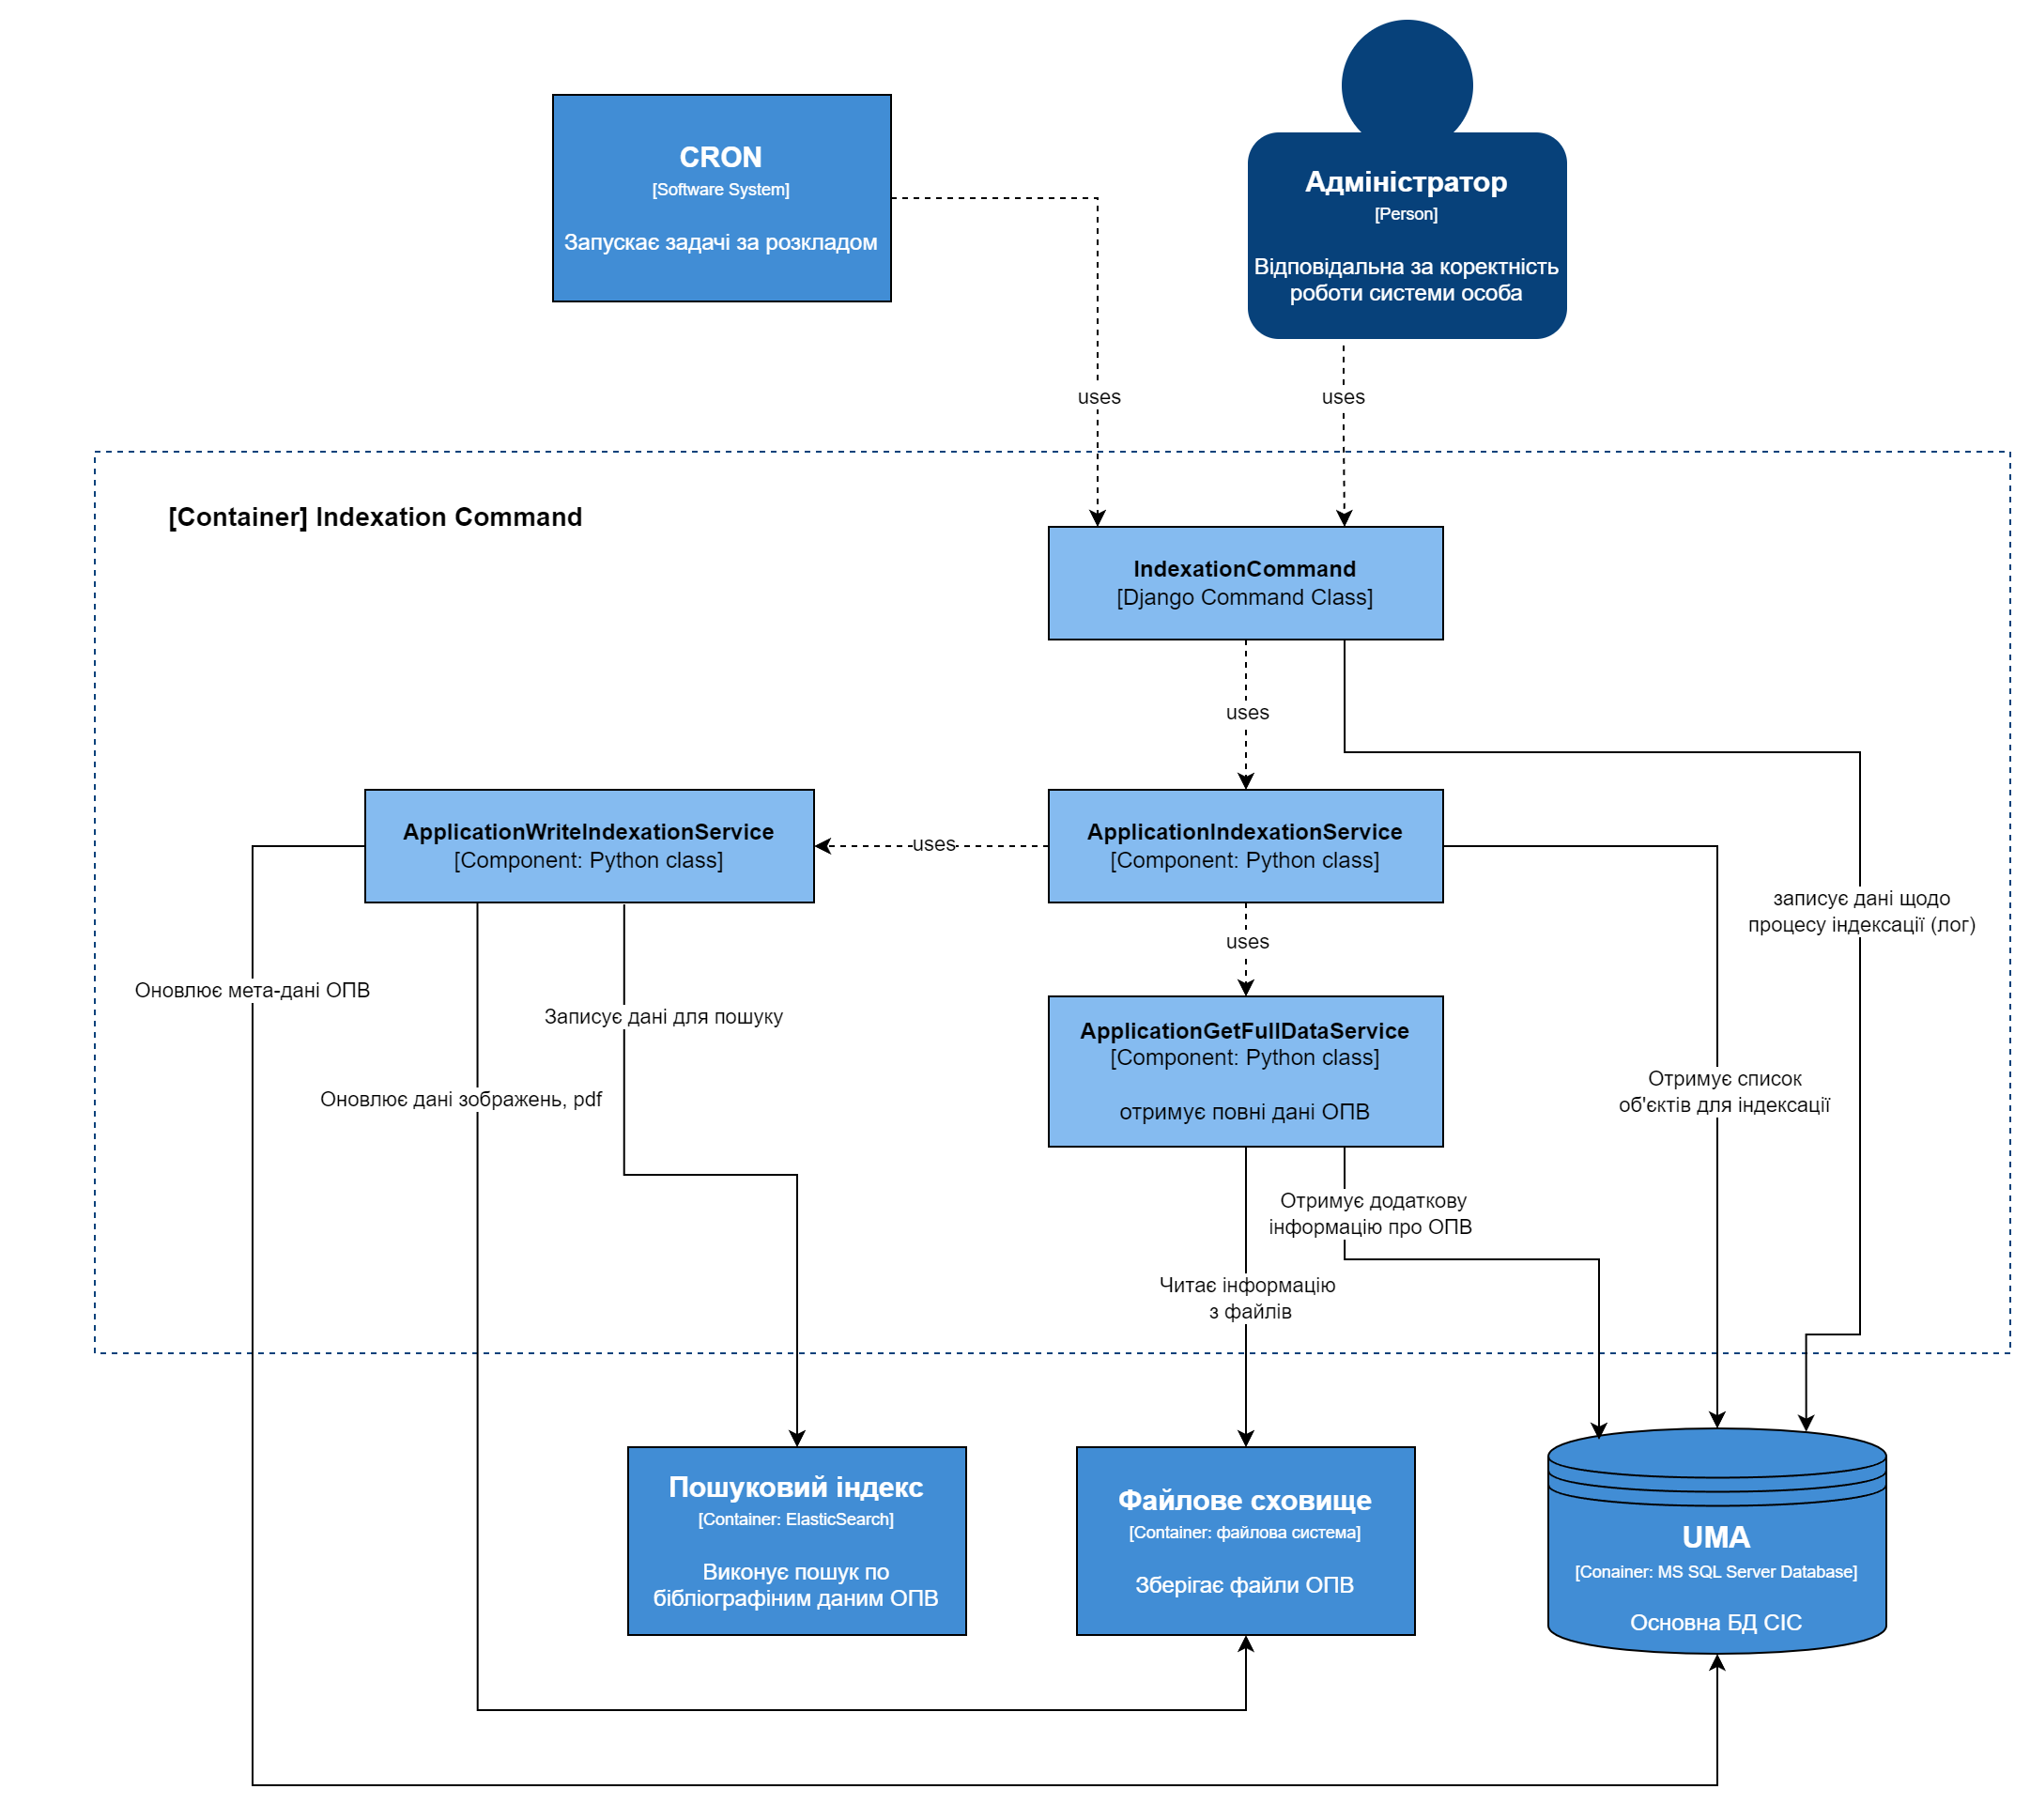 CRON
[Software System]
Запускає задачі за розкладом
Адміністратор
[Person]
Відповідальна за коректність
роботи системи особа
uses
uses
[Container] Indexation Command
IndexationCommand
[Django Command Class]
uses
ApplicationWriteIndexationService
[Component: Python class]
uses
ApplicationIndexationService
[Component: Python class]
записує дані щодо
процесу індексації (лог)
uses
Оновлює мета-дані ОПВ
Записує дані для пошуку
Оновлює дані зображень, pdf
ApplicationGetFullDataService
[Component: Python class]
отримує повні дані ОПВ
Отримує список
об'єктів для індексації
Отримує додаткову
інформацію про ОПВ
Читає інформацію
з файлів
Пошуковий індекс
[Container: ElasticSearch]
Виконує пошук по
бібліографіним даним ОПВ
Файлове сховище
[Container: файлова система]
Зберігає файли ОПВ
UMA
[Conainer: MS SQL Server Database]
Основна БД СІС